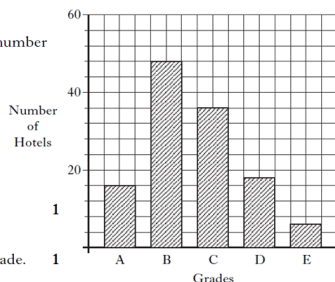 60
number
40
Number
of
Hotels
20
1
ade. 1
A B C D E
Grades